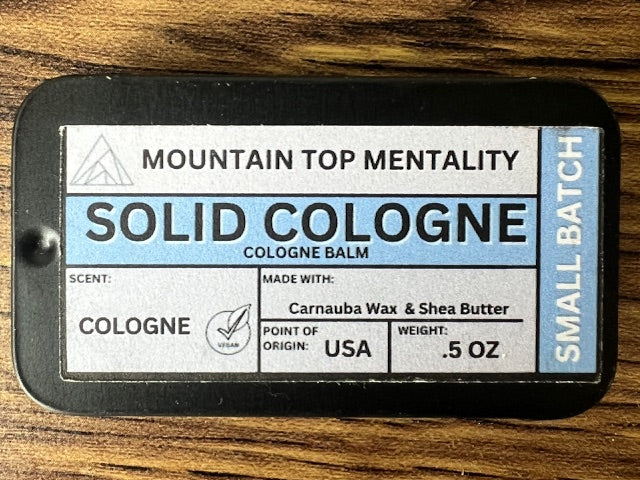 MOUNTAIN TOP MENTALITY
SOLID COLOGNE
COLOGNE BALM
SCENT:
COLOGNE
VEGAN
MADE WITH:
Carnauba Wax & Shea Butter
POINT OF
ORIGIN: USA
WEIGHT:
.5 OZ
SMALL BATCH